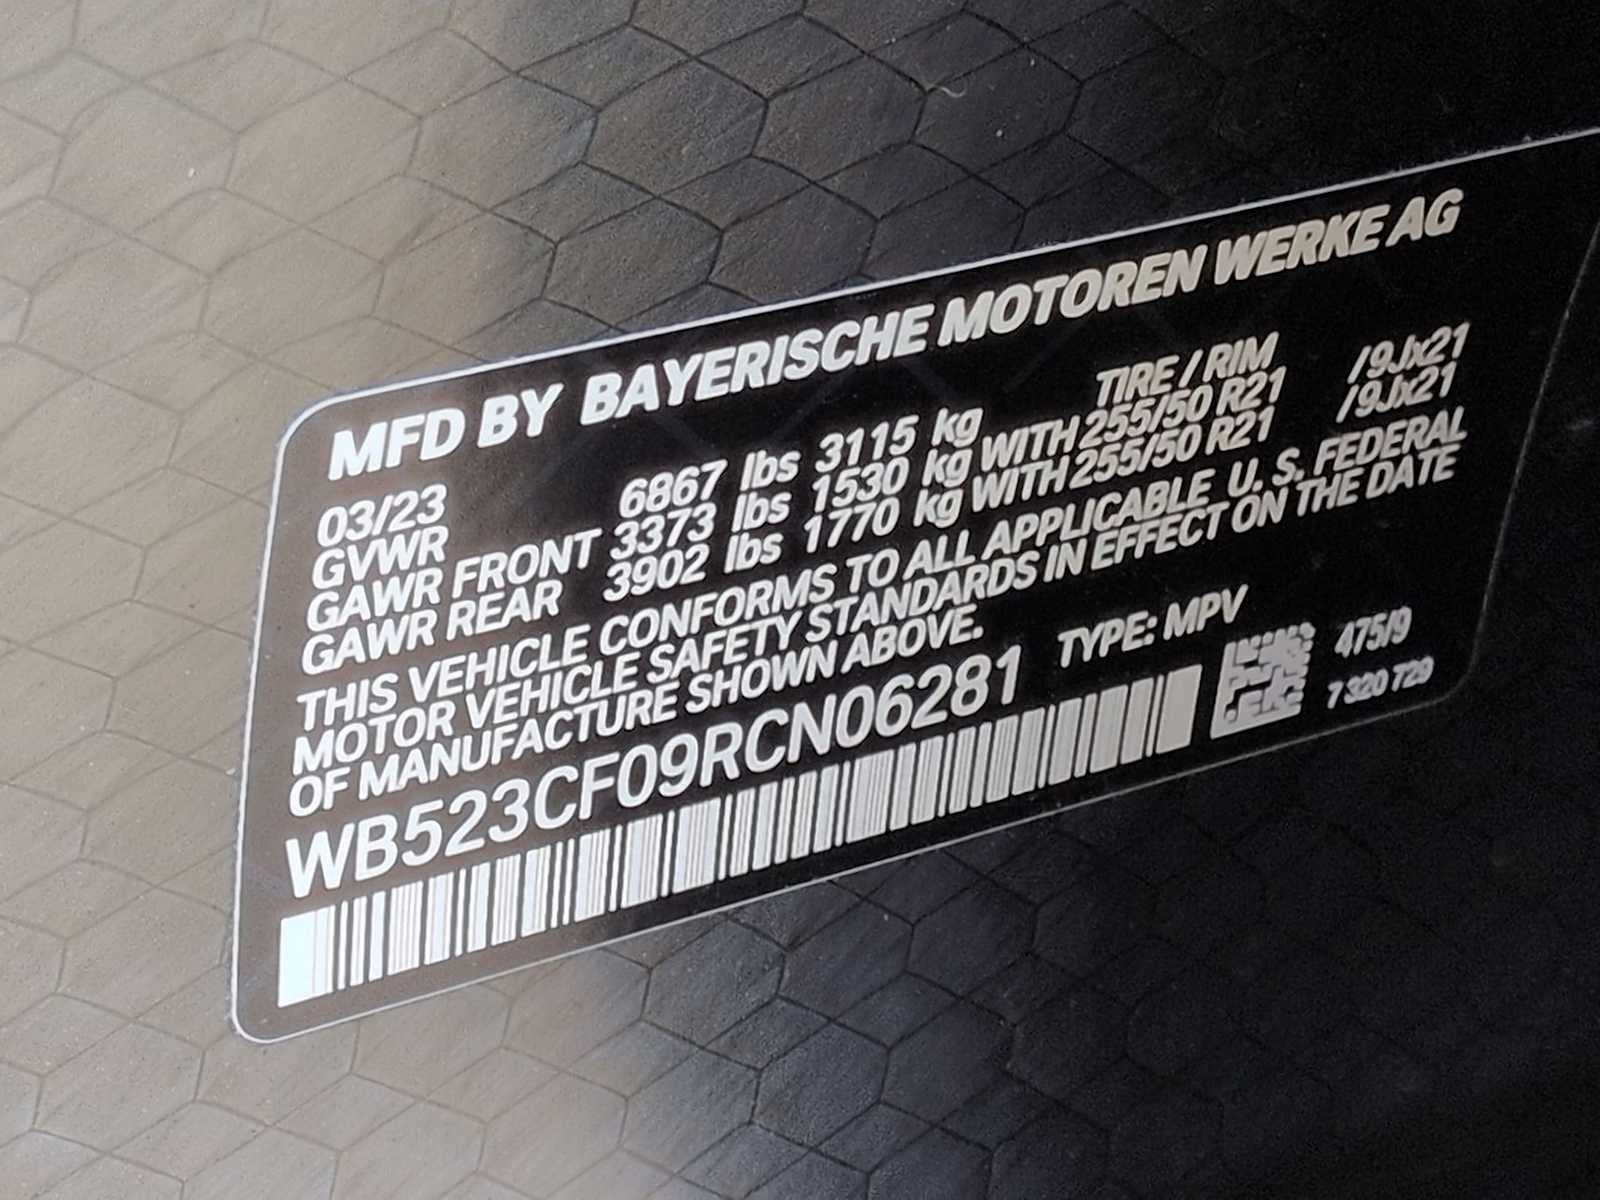 MFD BY BAYERISCHE MOTOREN WERKE AG
03/23
GVWR 6867 lbs 3115 kg TIRE / RIM
GAWR FRONT 3373 lbs 1530 kg WITH 255/50 R21 /9Jx21
GAWR REAR 3902 lbs 1770 kg WITH 255/50 R21 /9Jx21
THIS VEHICLE CONFORMS TO ALL APPLICABLE U. S. FEDERAL
MOTOR VEHICLE SAFETY STANDARDS IN EFFECT ON THE DATE
OF MANUFACTURE SHOWN ABOVE.
WB523CF09RCN06281 TYPE: MPV
475/9
7 320 729